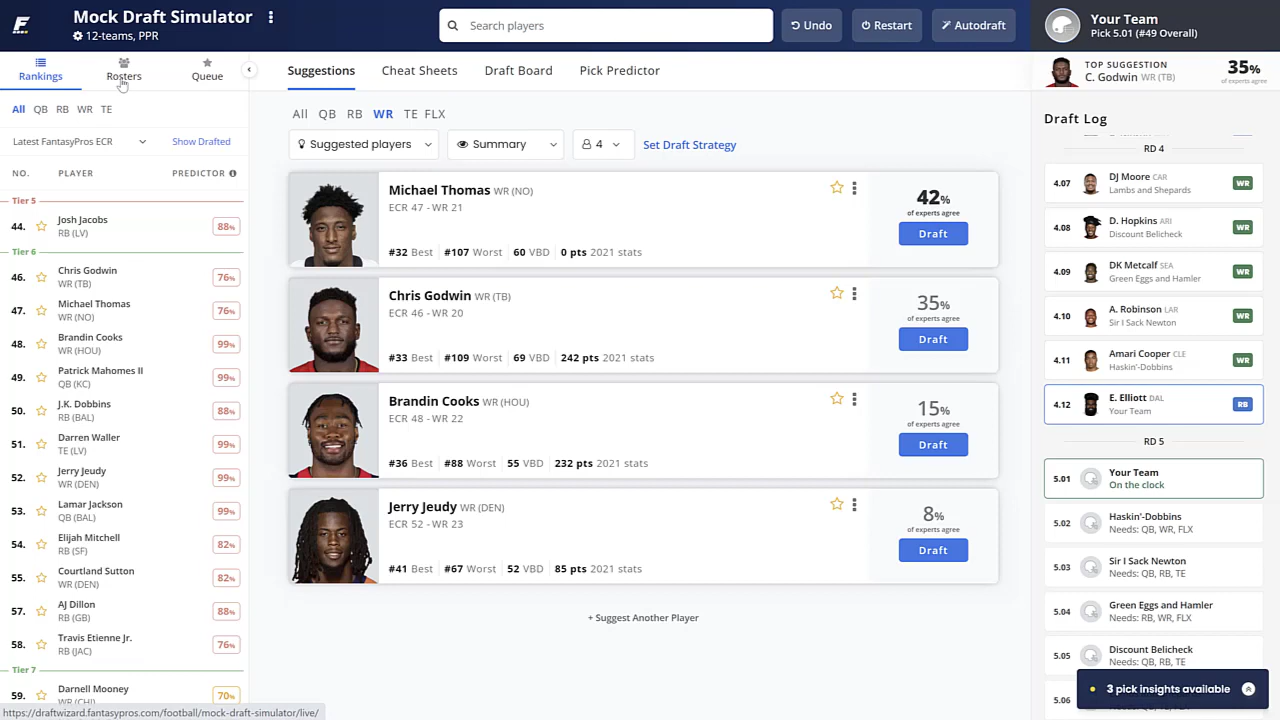 Mock Draft Simulator
12-teams, PPR
Search players
Undo
Restart
Autodraft
Your Team
Pick 5.01 (#49 Overall)
Rankings
Rosters
Queue
Suggestions
Cheat Sheets
Draft Board
Pick Predictor
TOP SUGGESTION
C. Godwin WR (TB)
35%
of experts agree
All QB RB WR TE
Latest FantasyPros ECR
Show Drafted
NO. PLAYER PREDICTOR
Tier 5
44. Josh Jacobs 88%
RB (LV)
Tier 6
46. Chris Godwin 76%
WR (TB)
47. Michael Thomas 76%
WR (NO)
48. Brandin Cooks 99%
WR (HOU)
49. Patrick Mahomes II 99%
QB (KC)
50. J.K. Dobbins 88%
RB (BAL)
51. Darren Waller 99%
TE (LV)
52. Jerry Jeudy 99%
WR (DEN)
53. Lamar Jackson 99%
QB (BAL)
54. Elijah Mitchell 82%
RB (SF)
55. Courtland Sutton 82%
WR (DEN)
57. AJ Dillon 88%
RB (GB)
58. Travis Etienne Jr. 76%
RB (JAC)
Tier 7
59. Darnell Mooney 70%
WR (CHI)
https://draftwizard.fantasypros.com/football/mock-draft-simulator/live/
All QB RB WR TE FLX
Suggested players
Summary
4
Set Draft Strategy
Michael Thomas WR (NO)
ECR 47 - WR 21
#32 Best #107 Worst 60 VBD 0 pts 2021 stats
42%
of experts agree
Draft
Chris Godwin WR (TB)
ECR 46 - WR 20
#33 Best #109 Worst 69 VBD 242 pts 2021 stats
35%
of experts agree
Draft
Brandin Cooks WR (HOU)
ECR 48 - WR 22
#36 Best #88 Worst 55 VBD 232 pts 2021 stats
15%
of experts agree
Draft
Jerry Jeudy WR (DEN)
ECR 52 - WR 23
#41 Best #67 Worst 52 VBD 85 pts 2021 stats
8%
of experts agree
Draft
+ Suggest Another Player
Draft Log
RD 4
4.07 DJ Moore CAR WR
Lambs and Shepards
4.08 D. Hopkins ARI WR
Discount Belicheck
4.09 DK Metcalf SEA WR
Green Eggs and Hamler
4.10 A. Robinson LAR WR
Sir I Sack Newton
4.11 Amari Cooper CLE WR
Haskin'-Dobbins
4.12 E. Elliott DAL RB
Your Team
RD 5
5.01 Your Team
On the clock
5.02 Haskin'-Dobbins
Needs: QB, WR, FLX
5.03 Sir I Sack Newton
Needs: QB, RB, TE
5.04 Green Eggs and Hamler
Needs: RB, WR, FLX
5.05 Discount Belicheck
Needs: QB, RB, TE
5.06
3 pick insights available